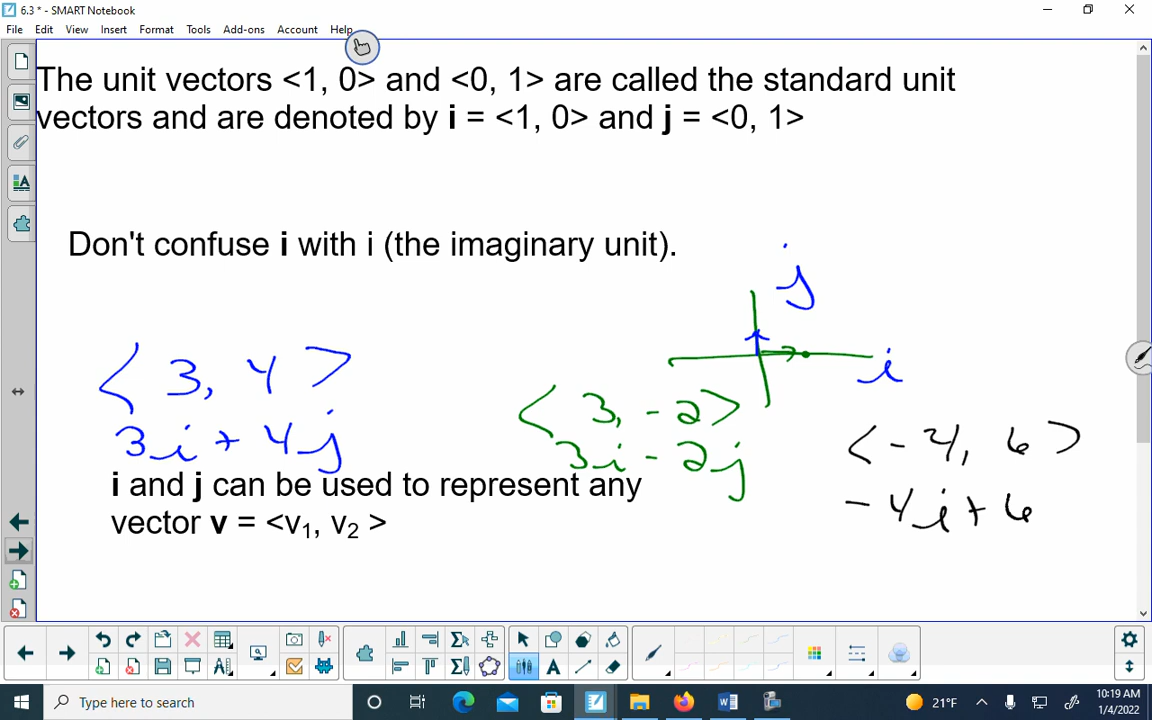 6.3 * - SMART Notebook
File Edit View Insert Format Tools Add-ons Account Help
The unit vectors <1, 0> and <0, 1> are called the standard unit
vectors and are denoted by i = <1, 0> and j = <0, 1>
Don't confuse i with i (the imaginary unit).
j
i
< 3, 4 >
3i + 4j
< 3, - 2 >
3i - 2j
< - 4, 6 >
- 4i + 6
i and j can be used to represent any
vector v = <v₁, v₂ >
Type here to search
21°F
10:19 AM
1/4/2022